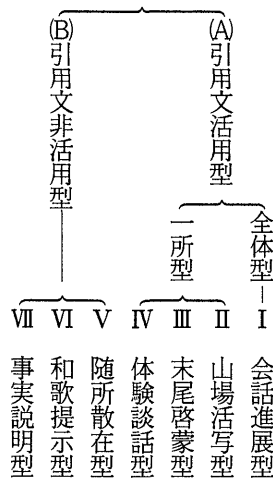 (A)引用文活用型
全体型
Ⅰ 会話進展型
一所型
Ⅱ 山場活写型
Ⅲ 末尾啓蒙型
Ⅳ 体験談話型
(B)引用文非活用型
Ⅴ 随所散在型
Ⅵ 和歌提示型
Ⅶ 事実説明型